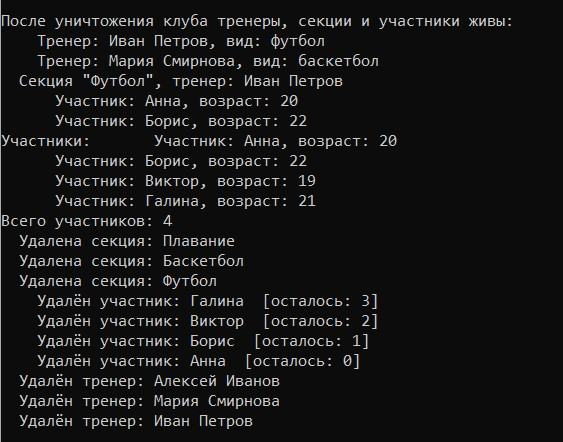 После уничтожения клуба тренеры, секции и участники живы:
Тренер: Иван Петров, вид: футбол
Тренер: Мария Смирнова, вид: баскетбол
Секция "Футбол", тренер: Иван Петров
Участник: Анна, возраст: 20
Участник: Борис, возраст: 22
Участники:       Участник: Анна, возраст: 20
Участник: Борис, возраст: 22
Участник: Виктор, возраст: 19
Участник: Галина, возраст: 21
Всего участников: 4
Удалена секция: Плавание
Удалена секция: Баскетбол
Удалена секция: Футбол
Удалён участник: Галина  [осталось: 3]
Удалён участник: Виктор  [осталось: 2]
Удалён участник: Борис  [осталось: 1]
Удалён участник: Анна  [осталось: 0]
Удалён тренер: Алексей Иванов
Удалён тренер: Мария Смирнова
Удалён тренер: Иван Петров